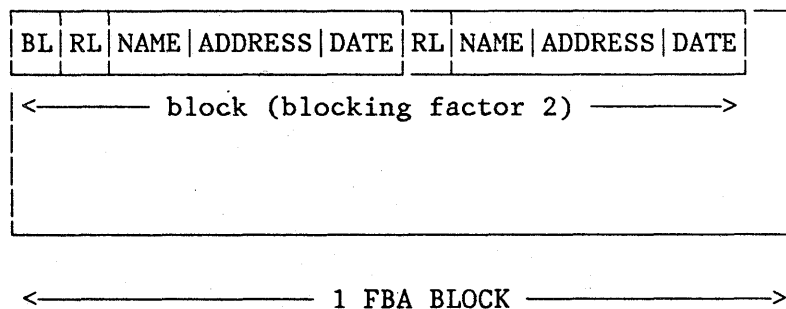 BL RL NAME ADDRESS DATE RL NAME ADDRESS DATE
block (blocking factor 2)
1 FBA BLOCK